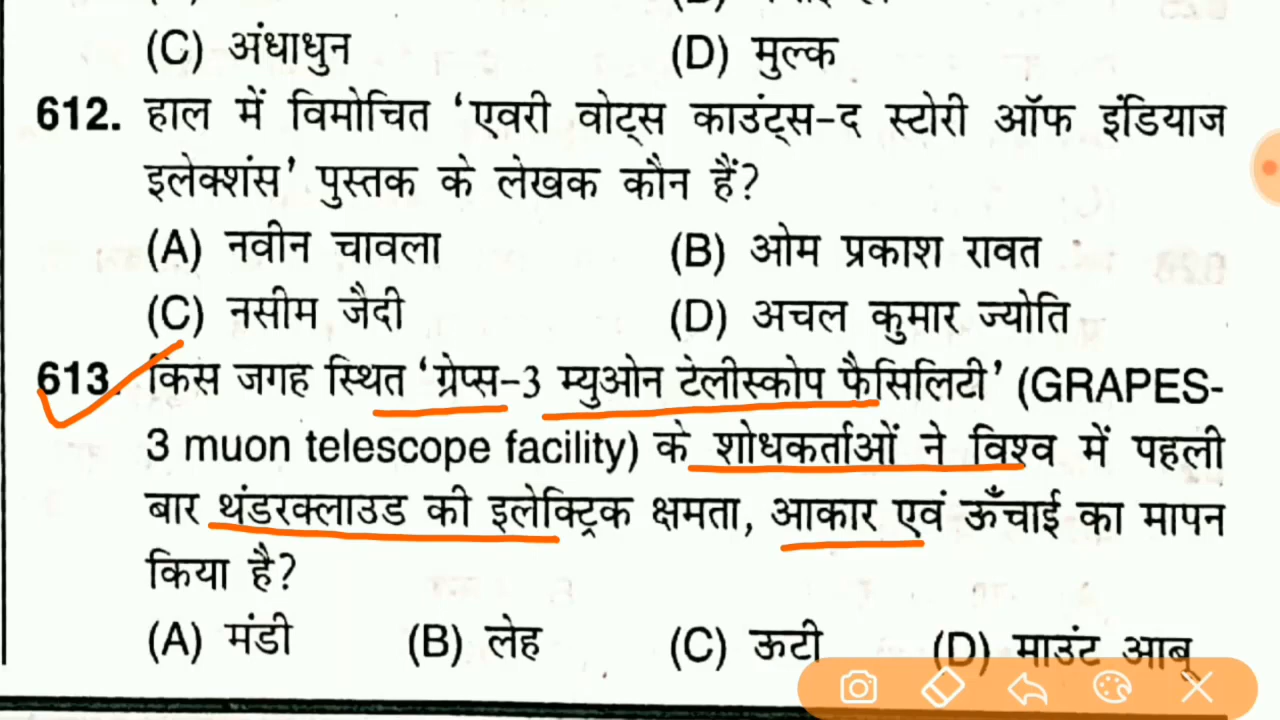 (C) अंधाधुन (D) मुल्क
612. हाल में विमोचित ‘एवरी वोट्स काउंट्स-द स्टोरी ऑफ इंडियाज
इलेक्शंस’ पुस्तक के लेखक कौन हैं?
(A) नवीन चावला (B) ओम प्रकाश रावत
(C) नसीम जैदी (D) अचल कुमार ज्योति
613. किस जगह स्थित ‘ग्रेप्स-3 म्युओन टेलीस्कोप फैसिलिटी’ (GRAPES-
3 muon telescope facility) के शोधकर्ताओं ने विश्व में पहली
बार थंडरक्लाउड की इलेक्ट्रिक क्षमता, आकार एवं ऊँचाई का मापन
किया है?
(A) मंडी (B) लेह (C) ऊटी (D) माउंट आबू